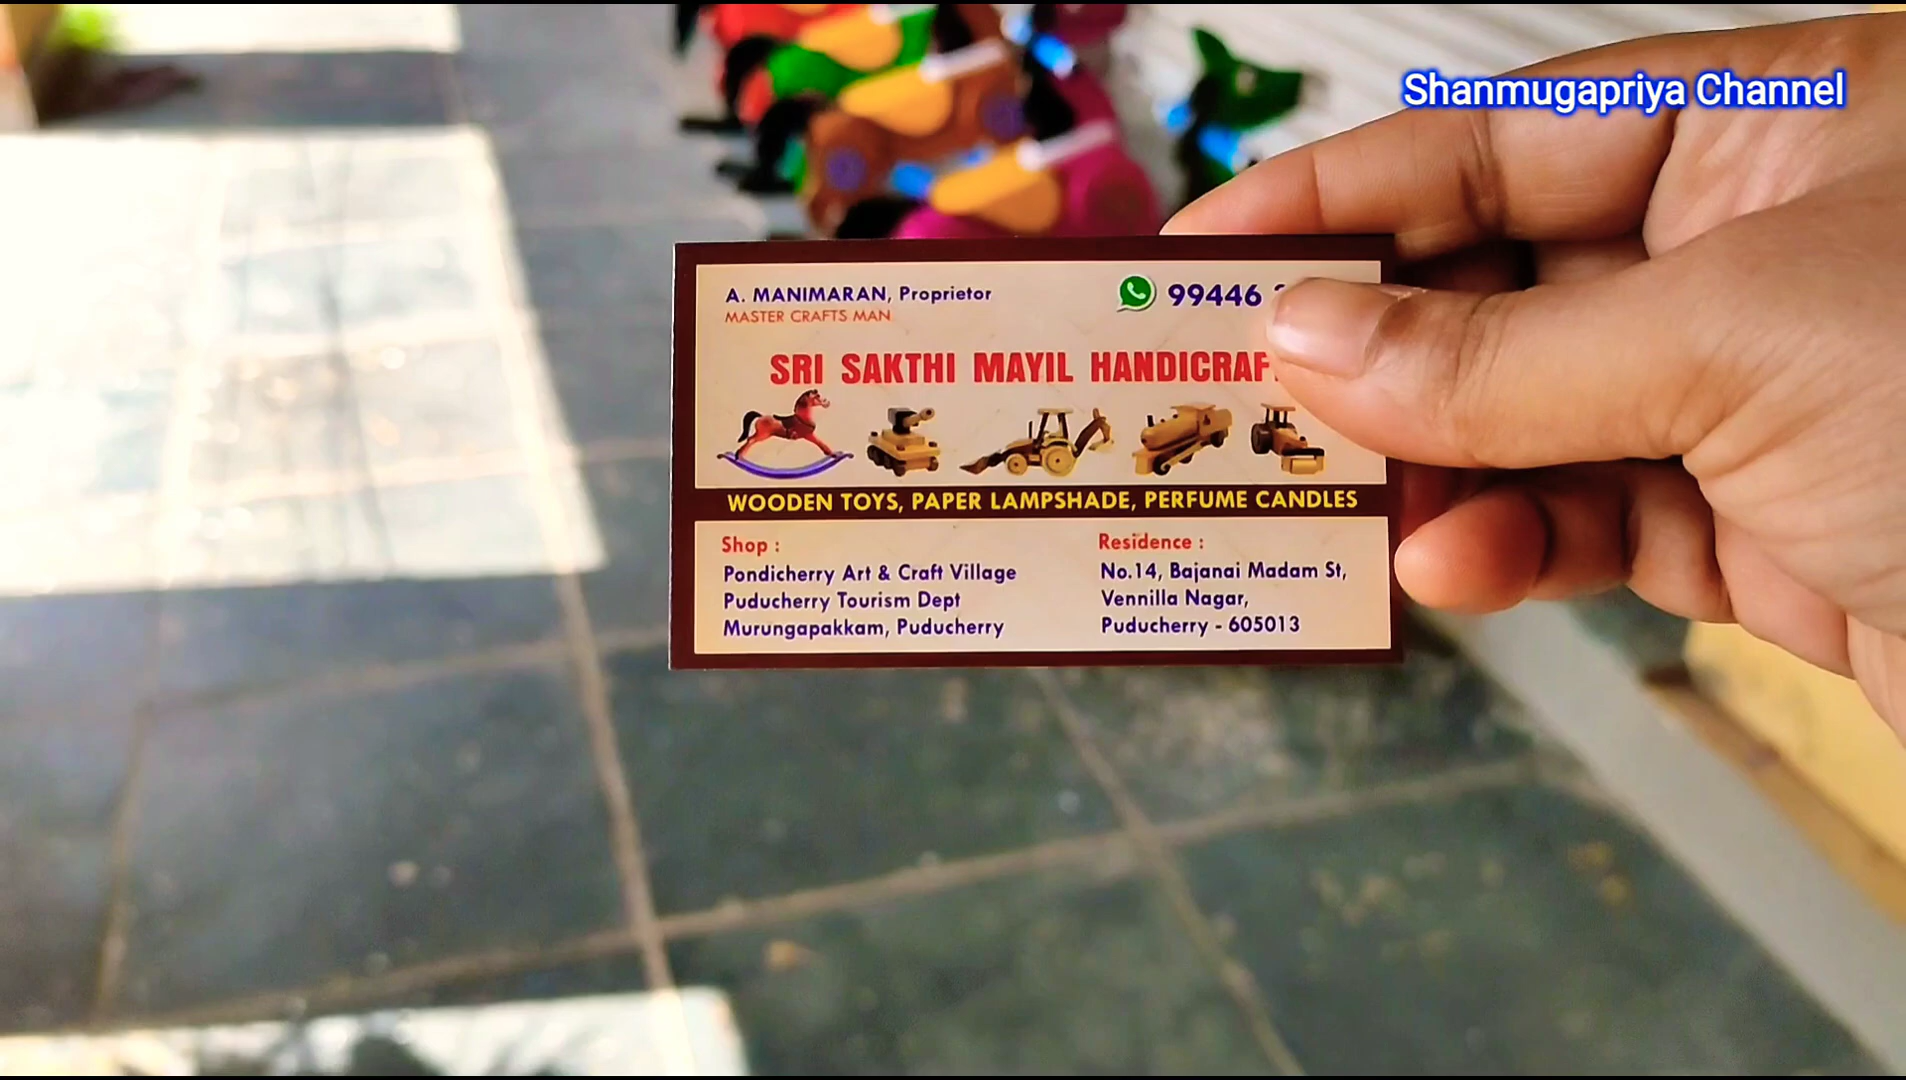 Shanmugapriya Channel
A. MANIMARAN, Proprietor
MASTER CRAFTS MAN
99446
SRI SAKTHI MAYIL HANDICRAF
WOODEN TOYS, PAPER LAMPSHADE, PERFUME CANDLES
Shop :
Pondicherry Art & Craft Village
Puducherry Tourism Dept
Murungapakkam, Puducherry
Residence :
No.14, Bajanai Madam St,
Vennilla Nagar,
Puducherry - 605013